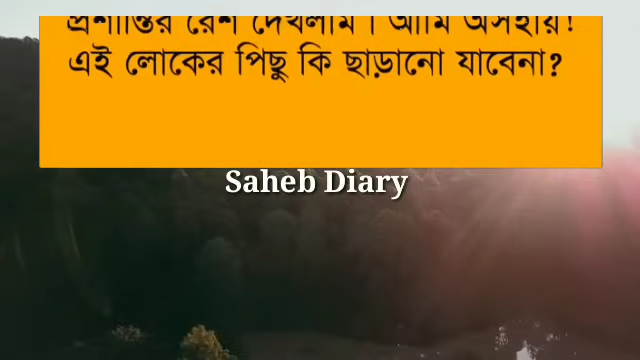 প্রশান্তির রেশ দেখলাম। আমি অসহায়!
এই লোকের পিছু কি ছাড়ানো যাবেনা?
Saheb Diary